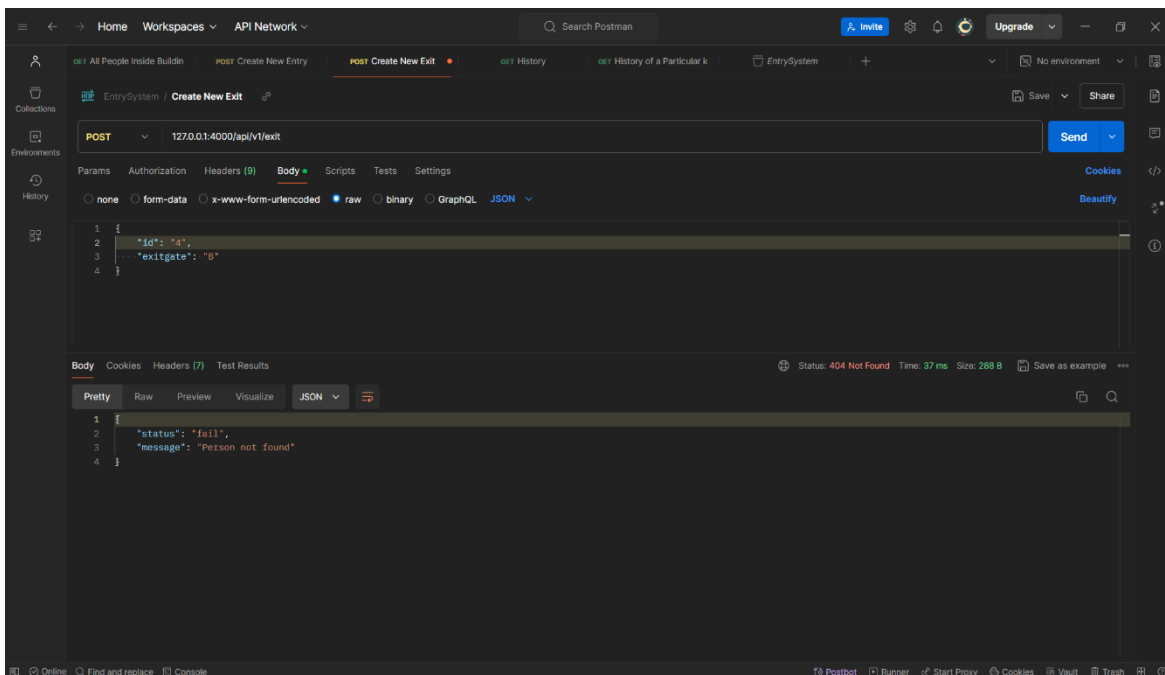 Home Workspaces API Network Search Postman Invite Upgrade
GET All People Inside Buildin POST Create New Entry POST Create New Exit GET History GET History of a Particular EntrySystem No environment
HTTP EntrySystem / Create New Exit Save Share
Collections
POST 127.0.0.1:4000/api/v1/exit Send
Environments
Params Authorization Headers (9) Body Scripts Tests Settings Cookies
History
none form-data x-www-form-urlencoded raw binary GraphQL JSON Beautify
1 {
2 "id": "4",
3 "exitgate": "B"
4 }
Body Cookies Headers (7) Test Results Status: 404 Not Found Time: 37 ms Size: 288 B Save as example
Pretty Raw Preview Visualize JSON
1 {
2 "status": "fail",
3 "message": "Person not found"
4 }
Online Find and replace Console Postbot Runner Start Proxy Cookies Vault Trash